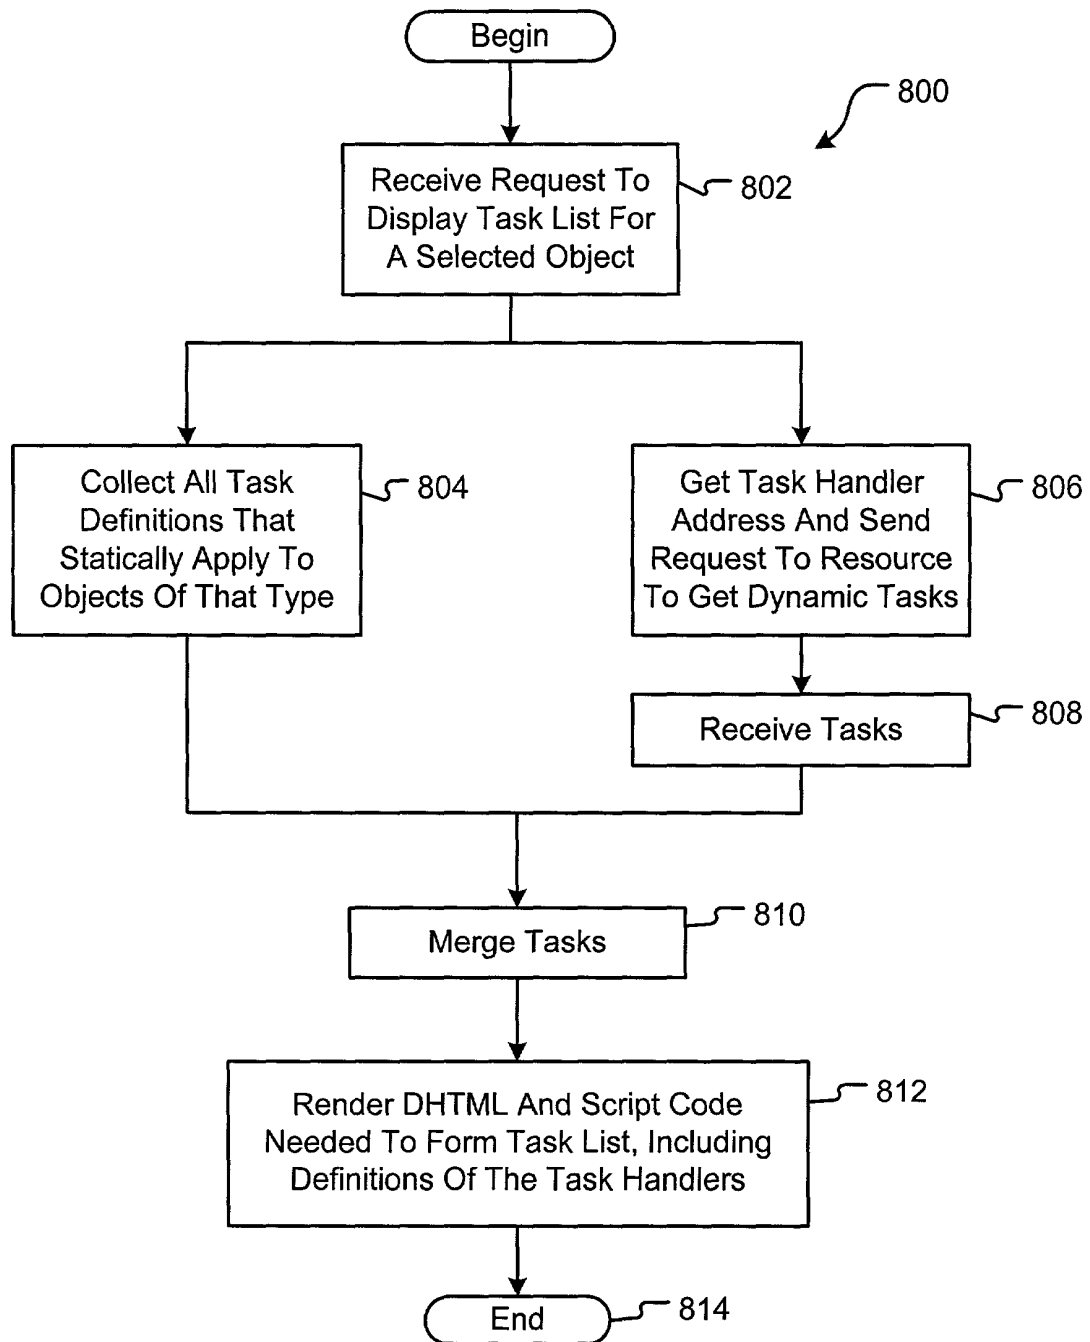 Begin
800
Receive Request To
Display Task List For
A Selected Object
802
Collect All Task
Definitions That
Statically Apply To
Objects Of That Type
804
Get Task Handler
Address And Send
Request To Resource
To Get Dynamic Tasks
806
Receive Tasks
808
Merge Tasks
810
Render DHTML And Script Code
Needed To Form Task List, Including
Definitions Of The Task Handlers
812
End
814